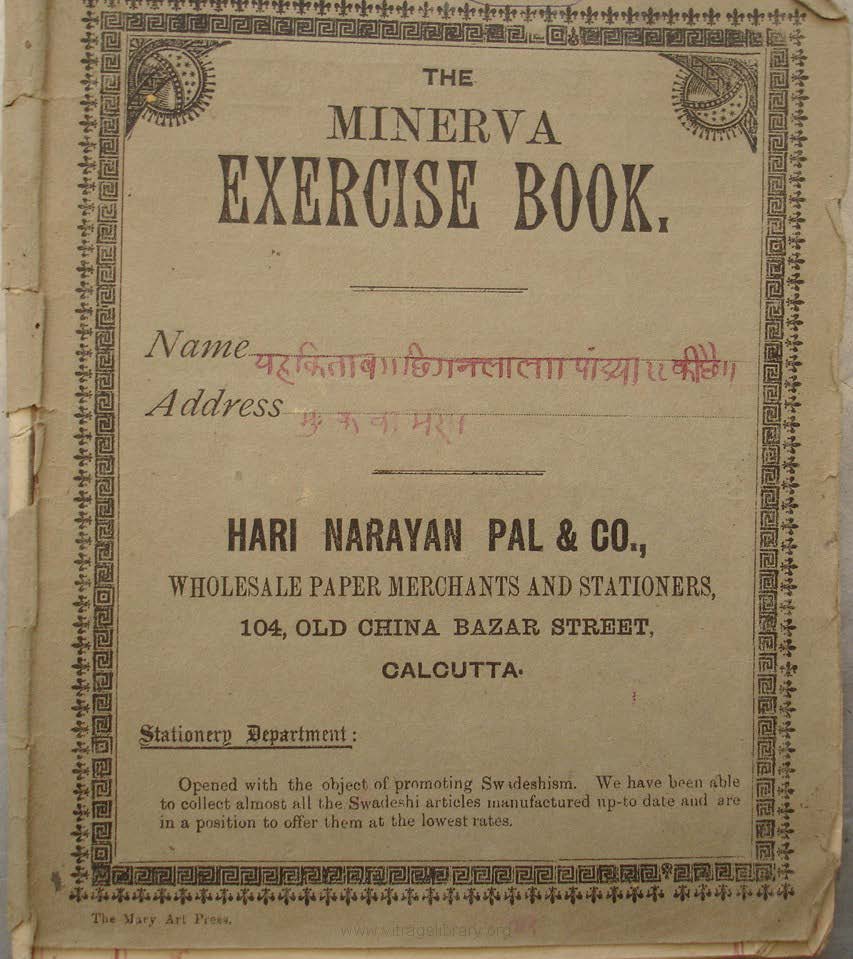 THE
MINERVA
EXERCISE BOOK.
Name यह किताब।। छिगनलाल।। पांड्या।। की छै।।
Address
HARI NARAYAN PAL & CO.,
WHOLESALE PAPER MERCHANTS AND STATIONERS,
104, OLD CHINA BAZAR STREET,
CALCUTTA.
Stationery Department:
Opened with the object of promoting Swadeshism. We have been able
to collect almost all the Swadeshi articles manufactured up-to date and are
in a position to offer them at the lowest rates.
The Mary Art Press.
www.vitragelibrary.org